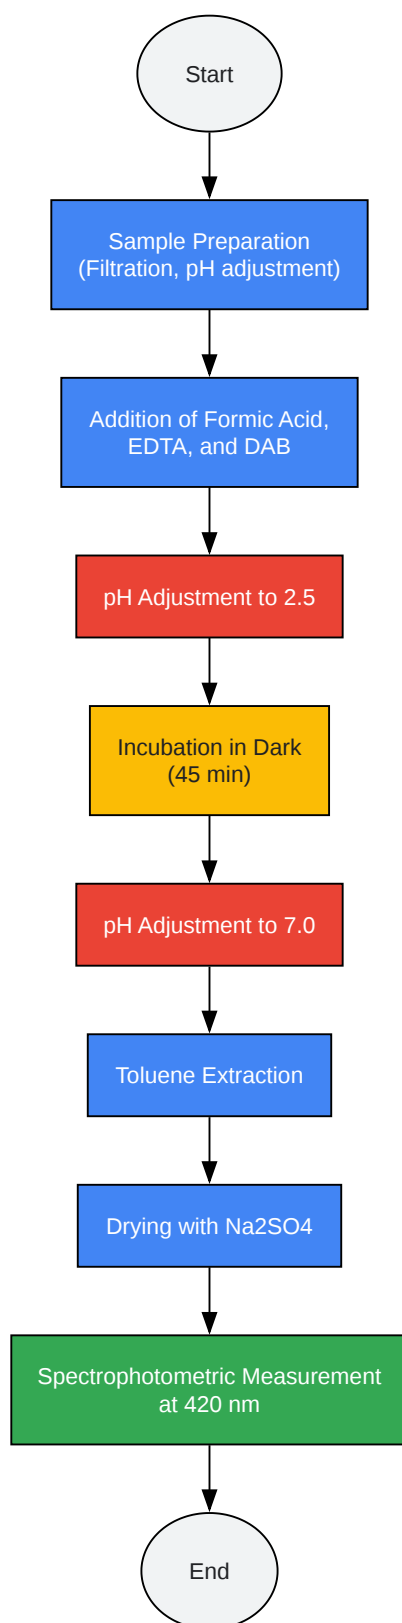 Start
Sample Preparation
(Filtration, pH adjustment)
Addition of Formic Acid,
EDTA, and DAB
pH Adjustment to 2.5
Incubation in Dark
(45 min)
pH Adjustment to 7.0
Toluene Extraction
Drying with Na2SO4
Spectrophotometric Measurement
at 420 nm
End